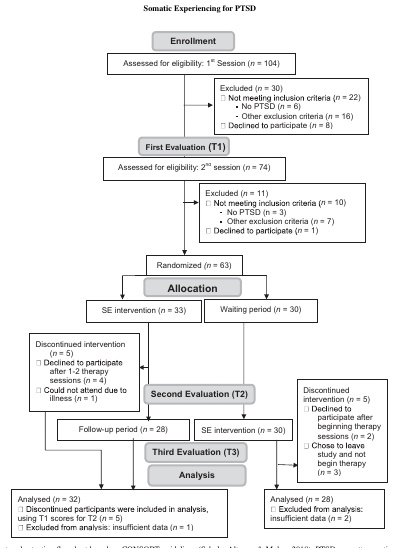 Somatic Experiencing for PTSD
Enrollment
Assessed for eligibility: 1st Session (n = 104)
Excluded (n = 30)
□ Not meeting inclusion criteria (n = 22)
• No PTSD (n = 6)
• Other exclusion criteria (n = 16)
□ Declined to participate (n = 8)
First Evaluation (T1)
Assessed for eligibility: 2nd session (n = 74)
Excluded (n = 11)
□ Not meeting inclusion criteria (n = 10)
• No PTSD (n = 3)
• Other exclusion criteria (n = 7)
□ Declined to participate (n = 1)
Randomized (n = 63)
Allocation
SE intervention (n = 33)
Waiting period (n = 30)
Discontinued intervention
(n = 5)
□ Declined to participate
after 1-2 therapy
sessions (n = 4)
□ Could not attend due to
illness (n = 1)
Second Evaluation (T2)
Follow-up period (n = 28)
SE intervention (n = 30)
Discontinued
intervention (n = 5)
□ Declined to
participate after
beginning therapy
sessions (n = 2)
□ Chose to leave
study and not
begin therapy
(n = 3)
Third Evaluation (T3)
Analysis
Analysed (n = 32)
□ Discontinued participants were included in analysis,
using T1 scores for T2 (n = 5)
□ Excluded from analysis: insufficient data (n = 1)
Analysed (n = 28)
□ Excluded from analysis:
insufficient data (n = 2)